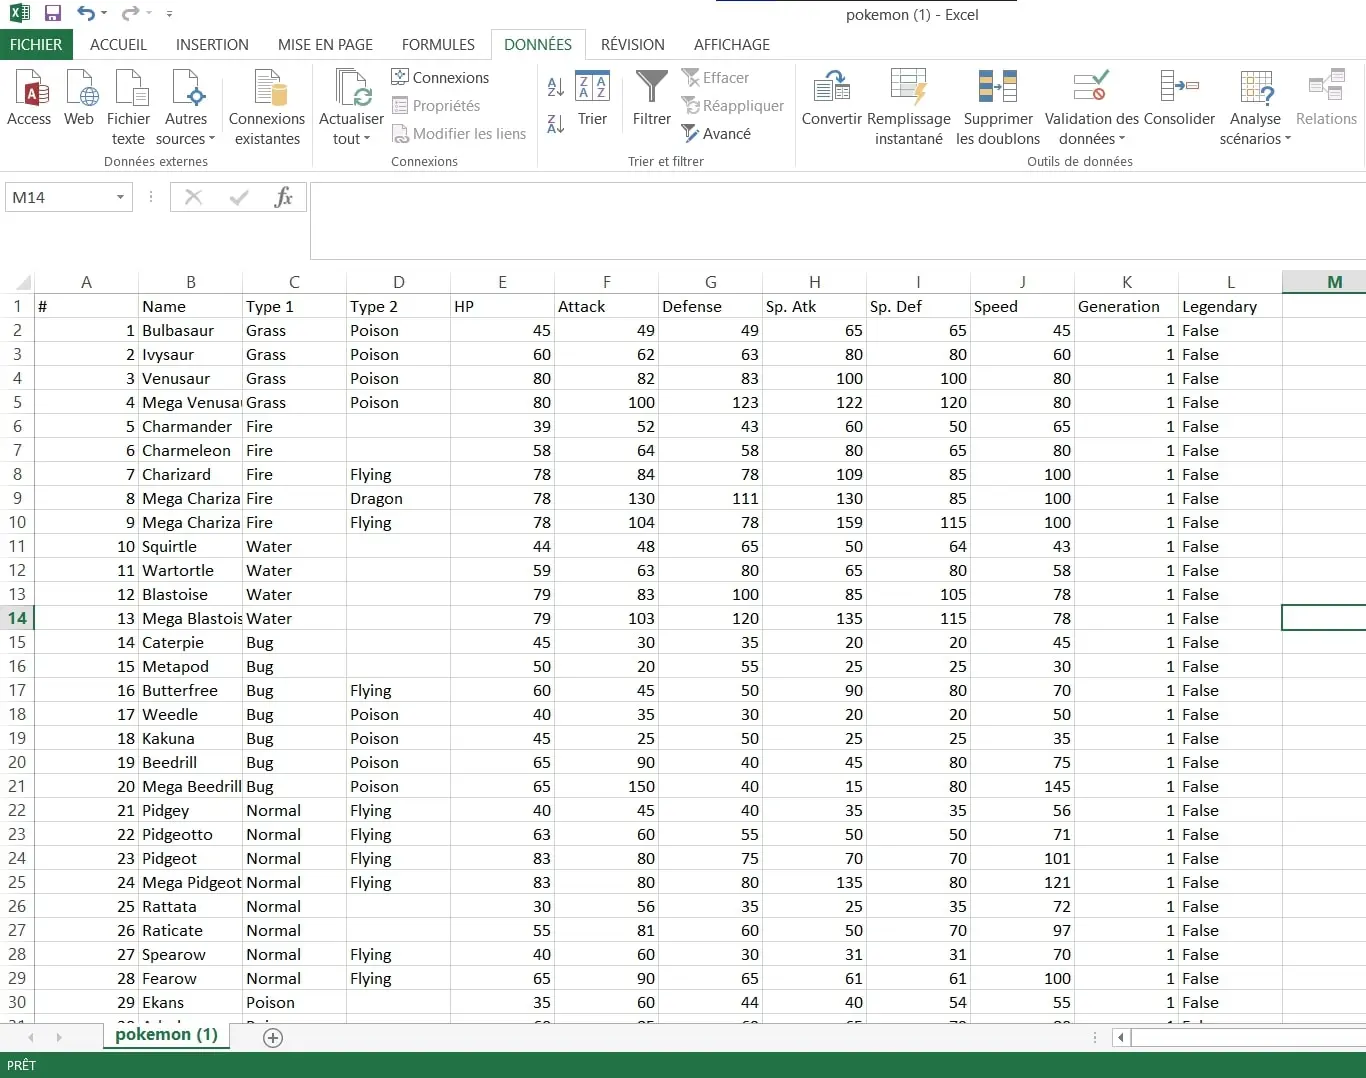 pokemon (1) - Excel
FICHIER ACCUEIL INSERTION MISE EN PAGE FORMULES DONNÉES RÉVISION AFFICHAGE
Access Web Fichier texte Autres sources Connexions existantes
Données externes
Actualiser tout Connexions Propriétés Modifier les liens
Connexions
Trier Filtrer Effacer Réappliquer Avancé
Trier et filtrer
Convertir Remplissage instantané Supprimer les doublons Validation des données Consolider Analyse scénarios Relations
Outils de données
M14 fx
A B C D E F G H I J K L M
1 # Name Type 1 Type 2 HP Attack Defense Sp. Atk Sp. Def Speed Generation Legendary
2 1 Bulbasaur Grass Poison 45 49 49 65 65 45 1 False
3 2 Ivysaur Grass Poison 60 62 63 80 80 60 1 False
4 3 Venusaur Grass Poison 80 82 83 100 100 80 1 False
5 4 Mega Venusau Grass Poison 80 100 123 122 120 80 1 False
6 5 Charmander Fire 39 52 43 60 50 65 1 False
7 6 Charmeleon Fire 58 64 58 80 65 80 1 False
8 7 Charizard Fire Flying 78 84 78 109 85 100 1 False
9 8 Mega Chariza Fire Dragon 78 130 111 130 85 100 1 False
10 9 Mega Chariza Fire Flying 78 104 78 159 115 100 1 False
11 10 Squirtle Water 44 48 65 50 64 43 1 False
12 11 Wartortle Water 59 63 80 65 80 58 1 False
13 12 Blastoise Water 79 83 100 85 105 78 1 False
14 13 Mega Blastois Water 79 103 120 135 115 78 1 False
15 14 Caterpie Bug 45 30 35 20 20 45 1 False
16 15 Metapod Bug 50 20 55 25 25 30 1 False
17 16 Butterfree Bug Flying 60 45 50 90 80 70 1 False
18 17 Weedle Bug Poison 40 35 30 20 20 50 1 False
19 18 Kakuna Bug Poison 45 25 50 25 25 35 1 False
20 19 Beedrill Bug Poison 65 90 40 45 80 75 1 False
21 20 Mega Beedrill Bug Poison 65 150 40 15 80 145 1 False
22 21 Pidgey Normal Flying 40 45 40 35 35 56 1 False
23 22 Pidgeotto Normal Flying 63 60 55 50 50 71 1 False
24 23 Pidgeot Normal Flying 83 80 75 70 70 101 1 False
25 24 Mega Pidgeot Normal Flying 83 80 80 135 80 121 1 False
26 25 Rattata Normal 30 56 35 25 35 72 1 False
27 26 Raticate Normal 55 81 60 50 70 97 1 False
28 27 Spearow Normal Flying 40 60 30 31 31 70 1 False
29 28 Fearow Normal Flying 65 90 65 61 61 100 1 False
30 29 Ekans Poison 35 60 44 40 54 55 1 False
pokemon (1)
PRÊT